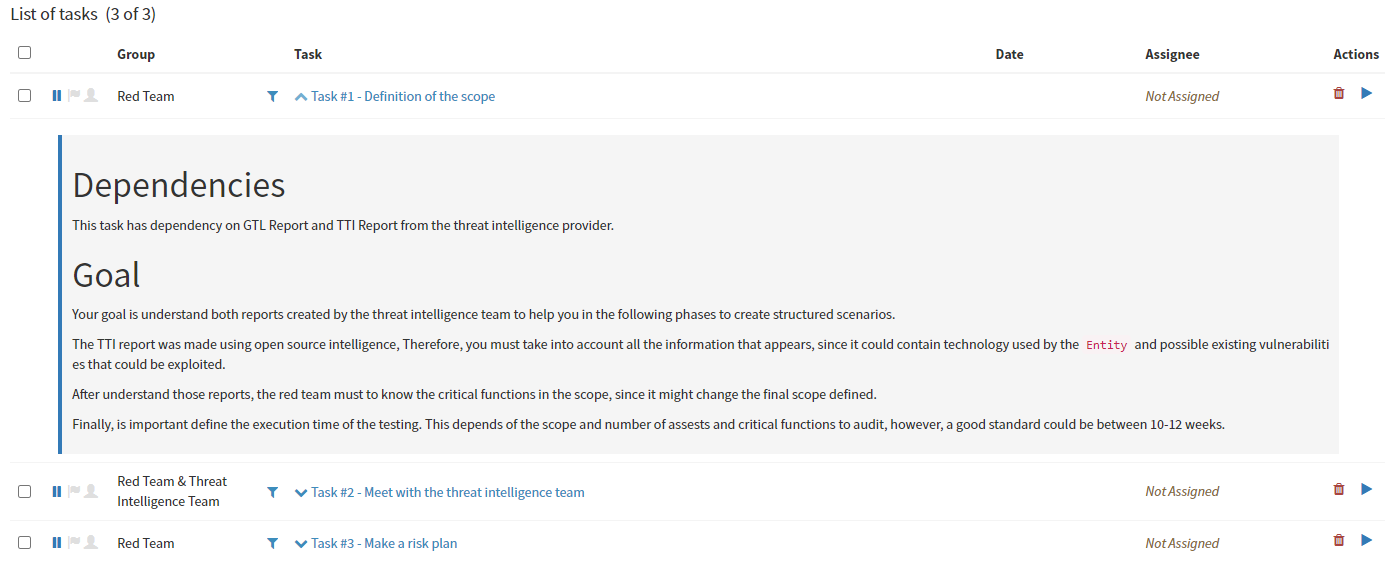 List of tasks (3 of 3)
Group Task Date Assignee Actions
Red Team Task #1 - Definition of the scope Not Assigned
Dependencies
This task has dependency on GTL Report and TTI Report from the threat intelligence provider.
Goal
Your goal is understand both reports created by the threat intelligence team to help you in the following phases to create structured scenarios.
The TTI report was made using open source intelligence, Therefore, you must take into account all the information that appears, since it could contain technology used by the Entity and possible existing vulnerabiliti
es that could be exploited.
After understand those reports, the red team must to know the critical functions in the scope, since it might change the final scope defined.
Finally, is important define the execution time of the testing. This depends of the scope and number of assests and critical functions to audit, however, a good standard could be between 10-12 weeks.
Red Team & Threat
Intelligence Team Task #2 - Meet with the threat intelligence team Not Assigned
Red Team Task #3 - Make a risk plan Not Assigned